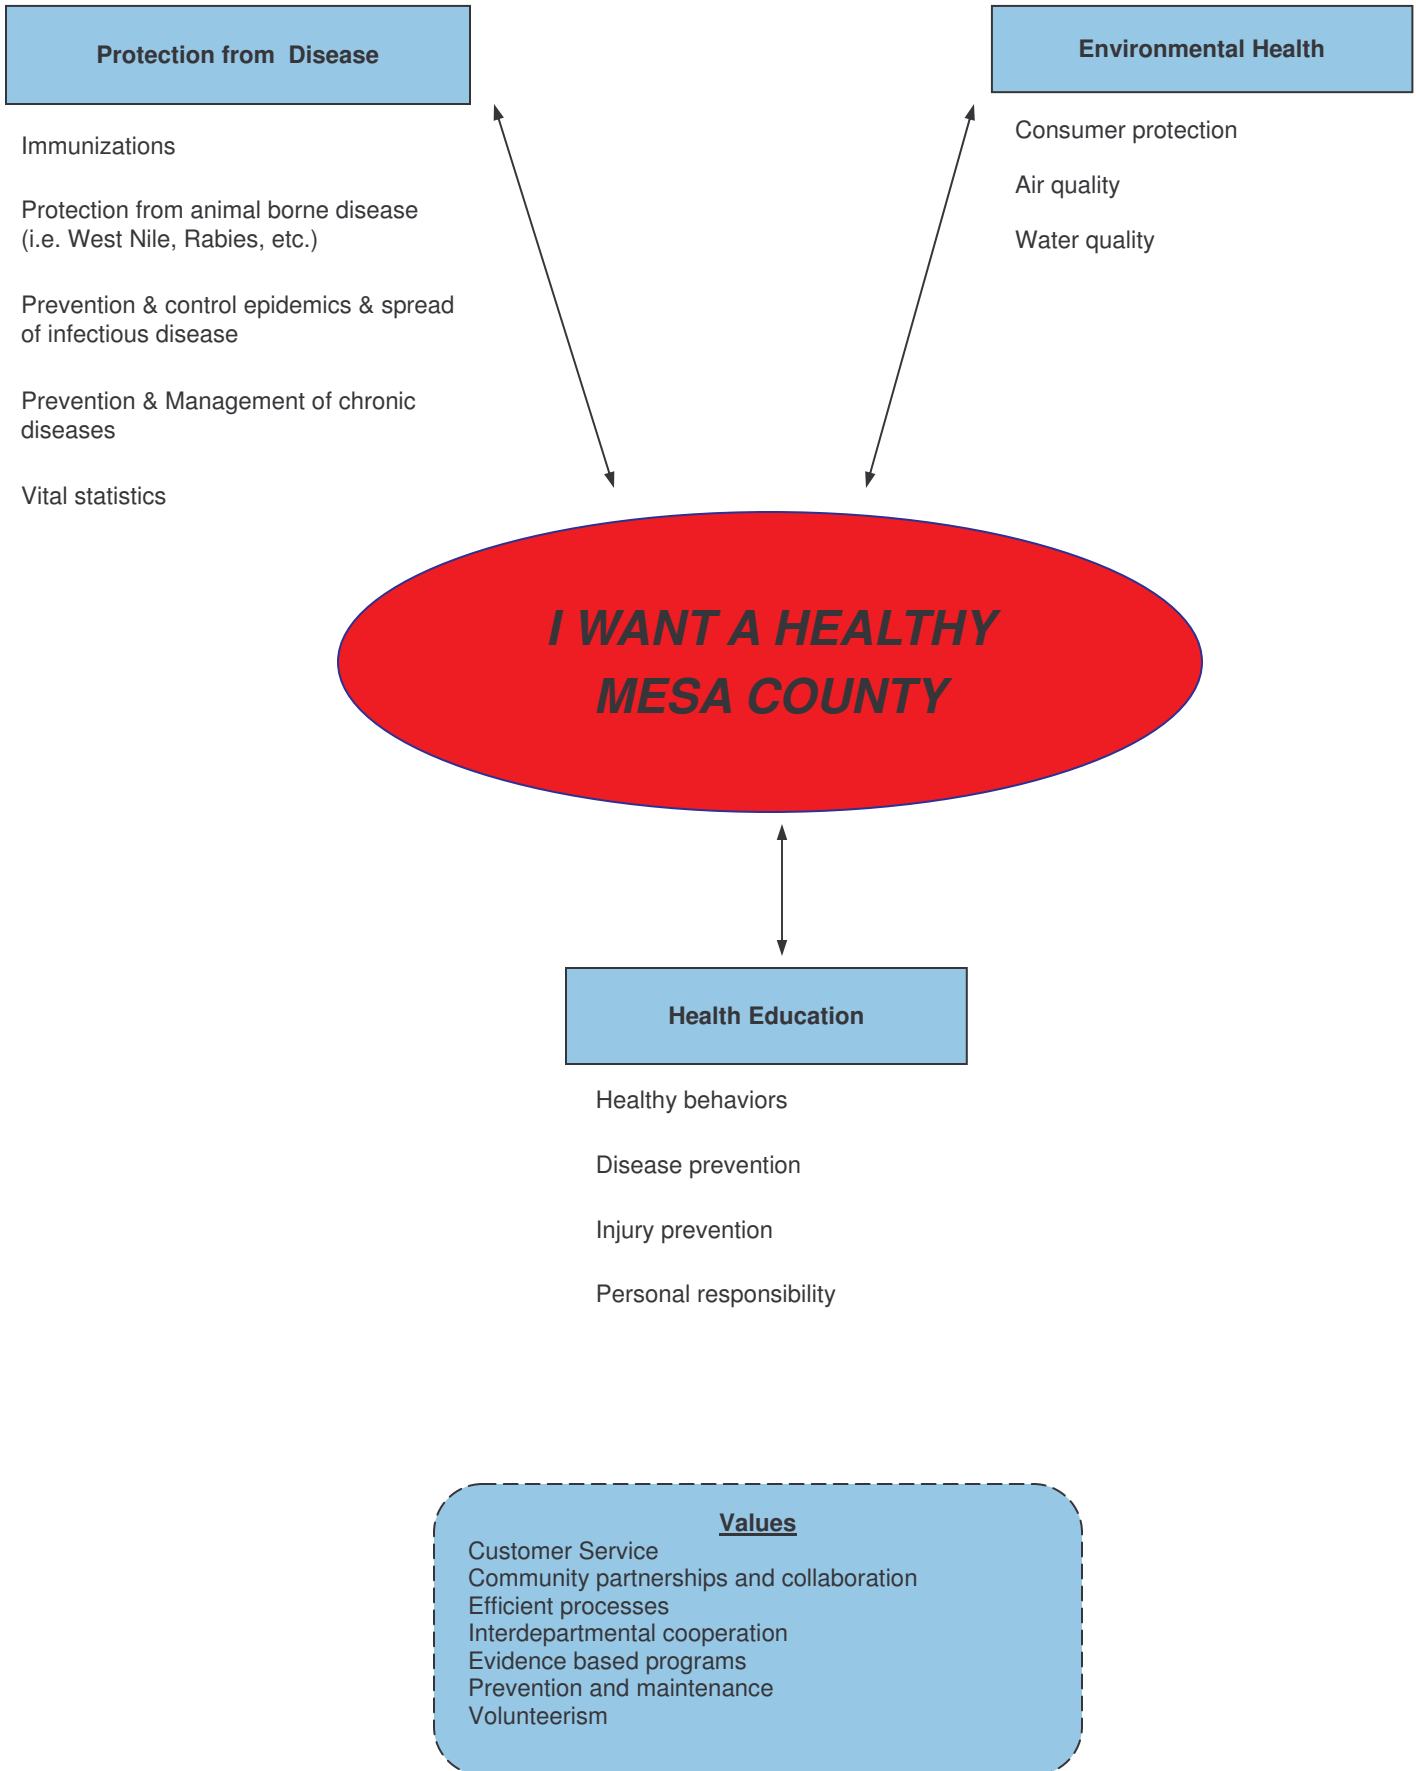 Protection from  Disease
Immunizations
Protection from animal borne disease
(i.e. West Nile, Rabies, etc.)
Prevention & control epidemics & spread
of infectious disease
Prevention & Management of chronic
diseases
Vital statistics
Environmental Health
Consumer protection
Air quality
Water quality
I WANT A HEALTHY
MESA COUNTY
Health Education
Healthy behaviors
Disease prevention
Injury prevention
Personal responsibility
Values
Customer Service
Community partnerships and collaboration
Efficient processes
Interdepartmental cooperation
Evidence based programs
Prevention and maintenance
Volunteerism